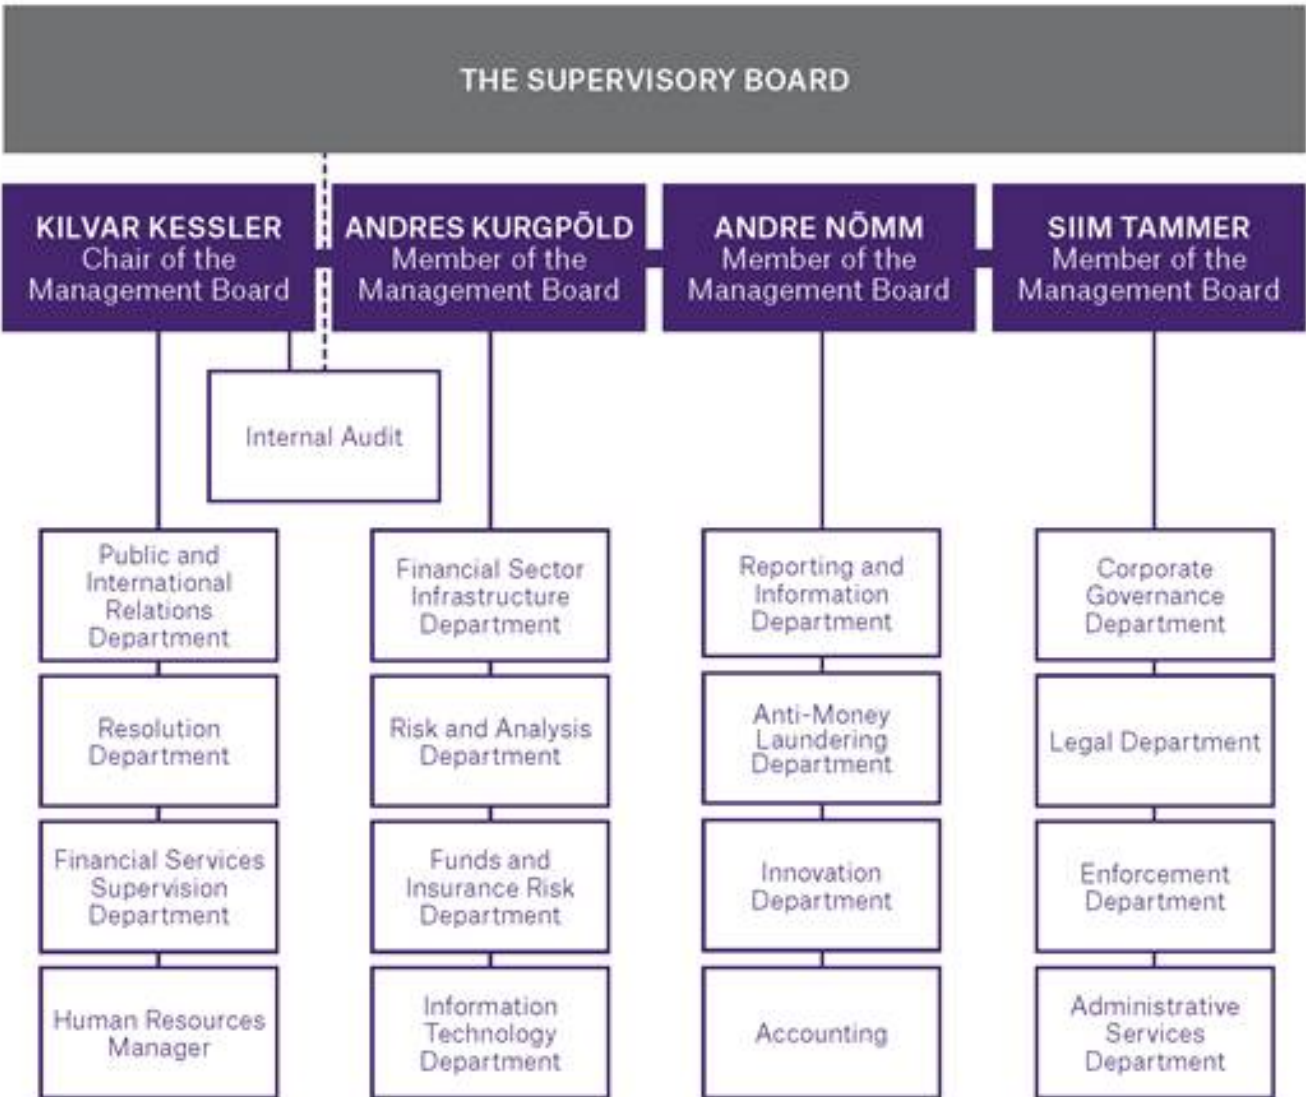 THE SUPERVISORY BOARD
KILVAR KESSLER
Chair of the
Management Board
ANDRES KURGPÕLD
Member of the
Management Board
ANDRE NÕMM
Member of the
Management Board
SIIM TAMMER
Member of the
Management Board
Internal Audit
Public and
International
Relations
Department
Resolution
Department
Financial Services
Supervision
Department
Human Resources
Manager
Financial Sector
Infrastructure
Department
Risk and Analysis
Department
Funds and
Insurance Risk
Department
Information
Technology
Department
Reporting and
Information
Department
Anti-Money
Laundering
Department
Innovation
Department
Accounting
Corporate
Governance
Department
Legal Department
Enforcement
Department
Administrative
Services
Department